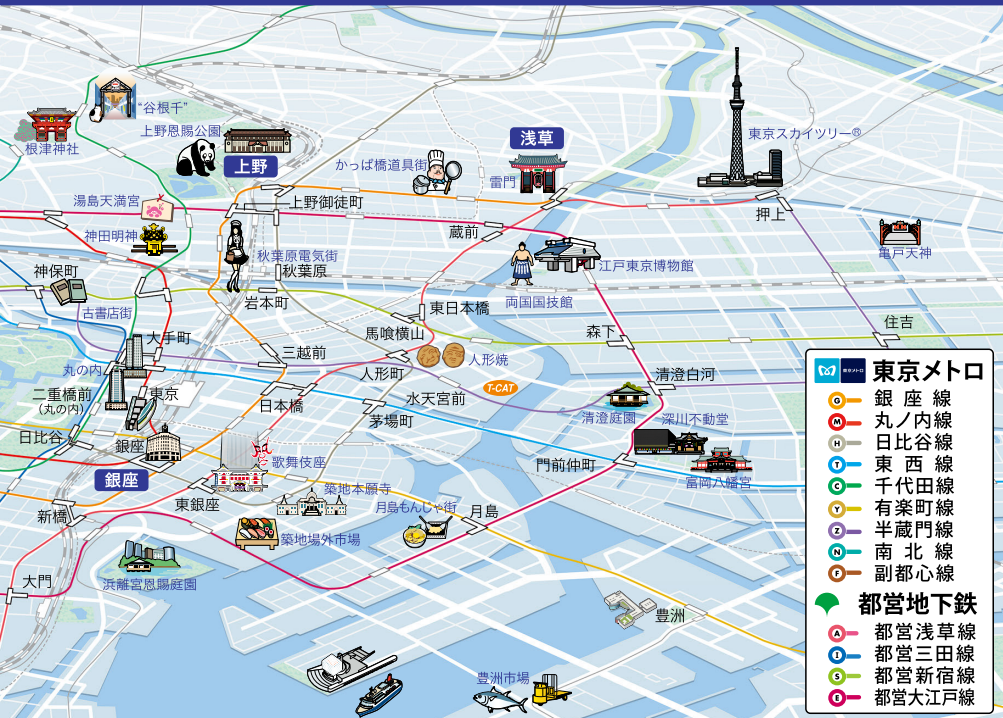 “谷根千”
根津神社
上野恩賜公園
上野
かっぱ橋道具街
浅草
雷門
東京スカイツリー®
湯島天満宮
上野御徒町
押上
神田明神
蔵前
秋葉原電気街
秋葉原
江戸東京博物館
亀戸天神
神保町
古書店街
岩本町
両国国技館
東日本橋
大手町
馬喰横山
森下
住吉
三越前
丸の内
人形町
人形焼
二重橋前
(丸の内)
東京
日本橋
水天宮前
T-CAT
清澄白河
茅場町
清澄庭園
深川不動堂
日比谷
銀座
歌舞伎座
門前仲町
銀座
富岡八幡宮
東銀座
築地本願寺
新橋
月島もんじゃ街
月島
築地場外市場
大門
浜離宮恩賜庭園
豊洲
豊洲市場
東京メトロ
東京メトロ
G 銀座線
M 丸ノ内線
H 日比谷線
T 東西線
C 千代田線
Y 有楽町線
Z 半蔵門線
N 南北線
F 副都心線
都営地下鉄
A 都営浅草線
I 都営三田線
S 都営新宿線
E 都営大江戸線